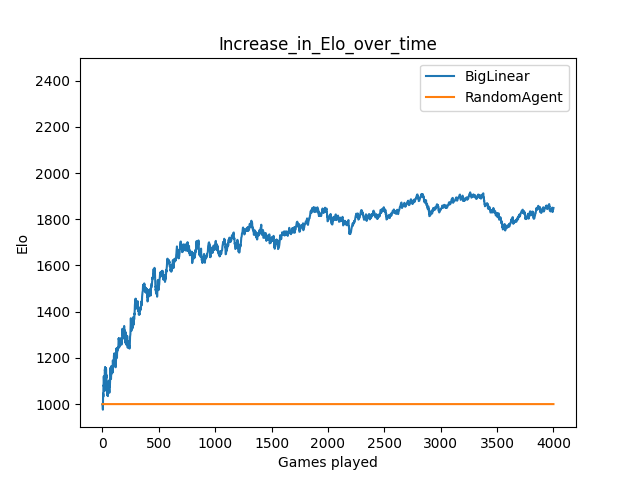 Increase_in_Elo_over_time
BigLinear
RandomAgent
2400
2200
2000
1800
1600
1400
1200
1000
Elo
0 500 1000 1500 2000 2500 3000 3500 4000
Games played